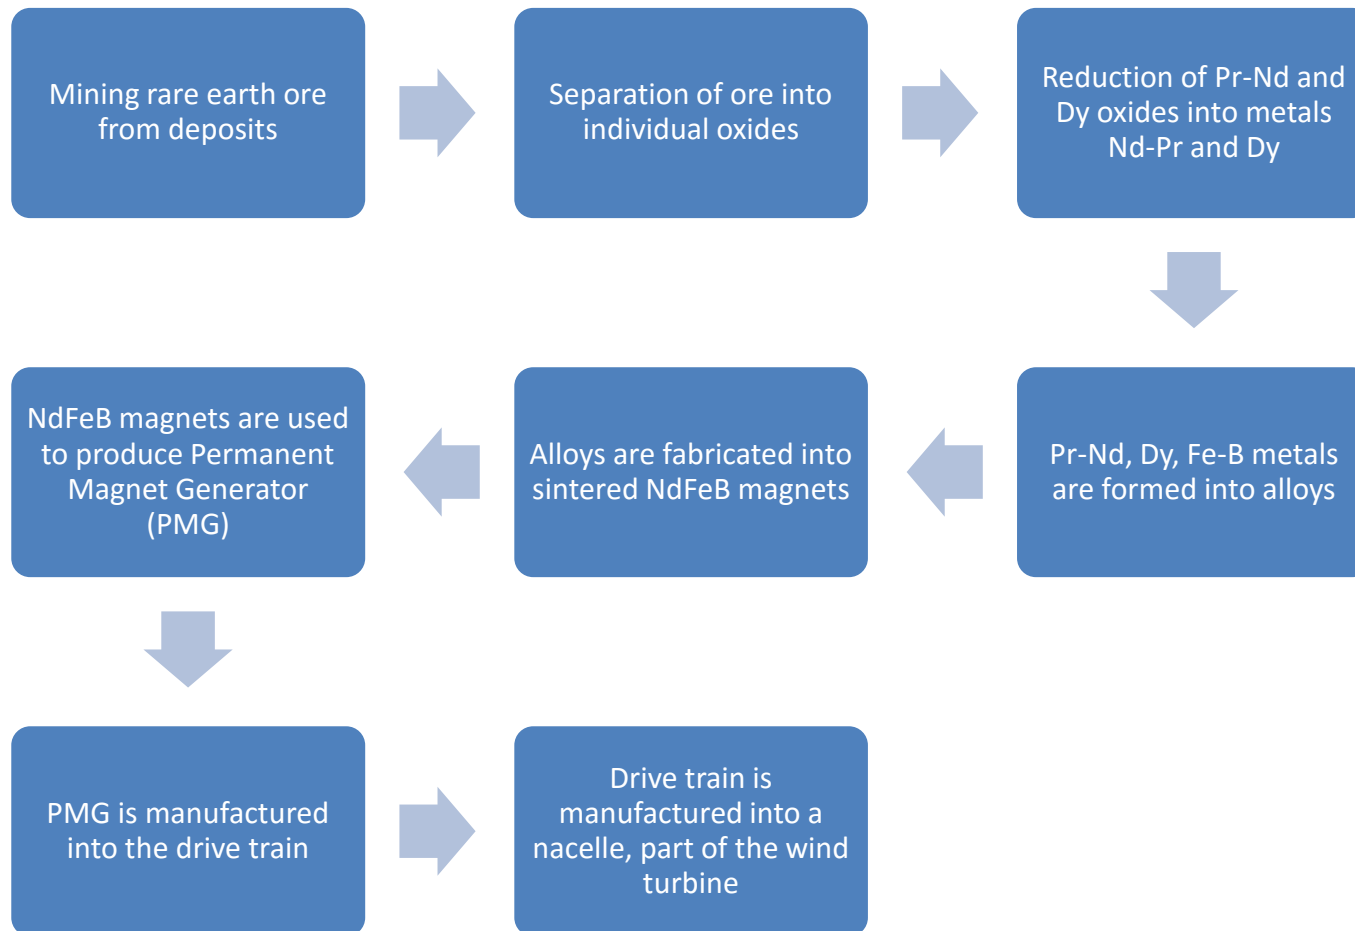 Mining rare earth ore
from deposits
Separation of ore into
individual oxides
Reduction of Pr-Nd and
Dy oxides into metals
Nd-Pr and Dy
Pr-Nd, Dy, Fe-B metals
are formed into alloys
Alloys are fabricated into
sintered NdFeB magnets
NdFeB magnets are used
to produce Permanent
Magnet Generator
(PMG)
PMG is manufactured
into the drive train
Drive train is
manufactured into a
nacelle, part of the wind
turbine